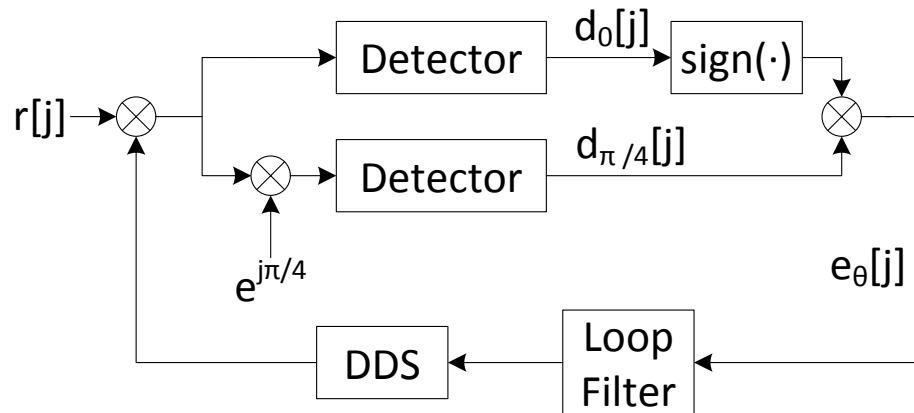 d₀[j]
Detector
sign(·)
r[j]
d_π/4[j]
Detector
e^jπ/4
e_θ[j]
DDS
Loop
Filter